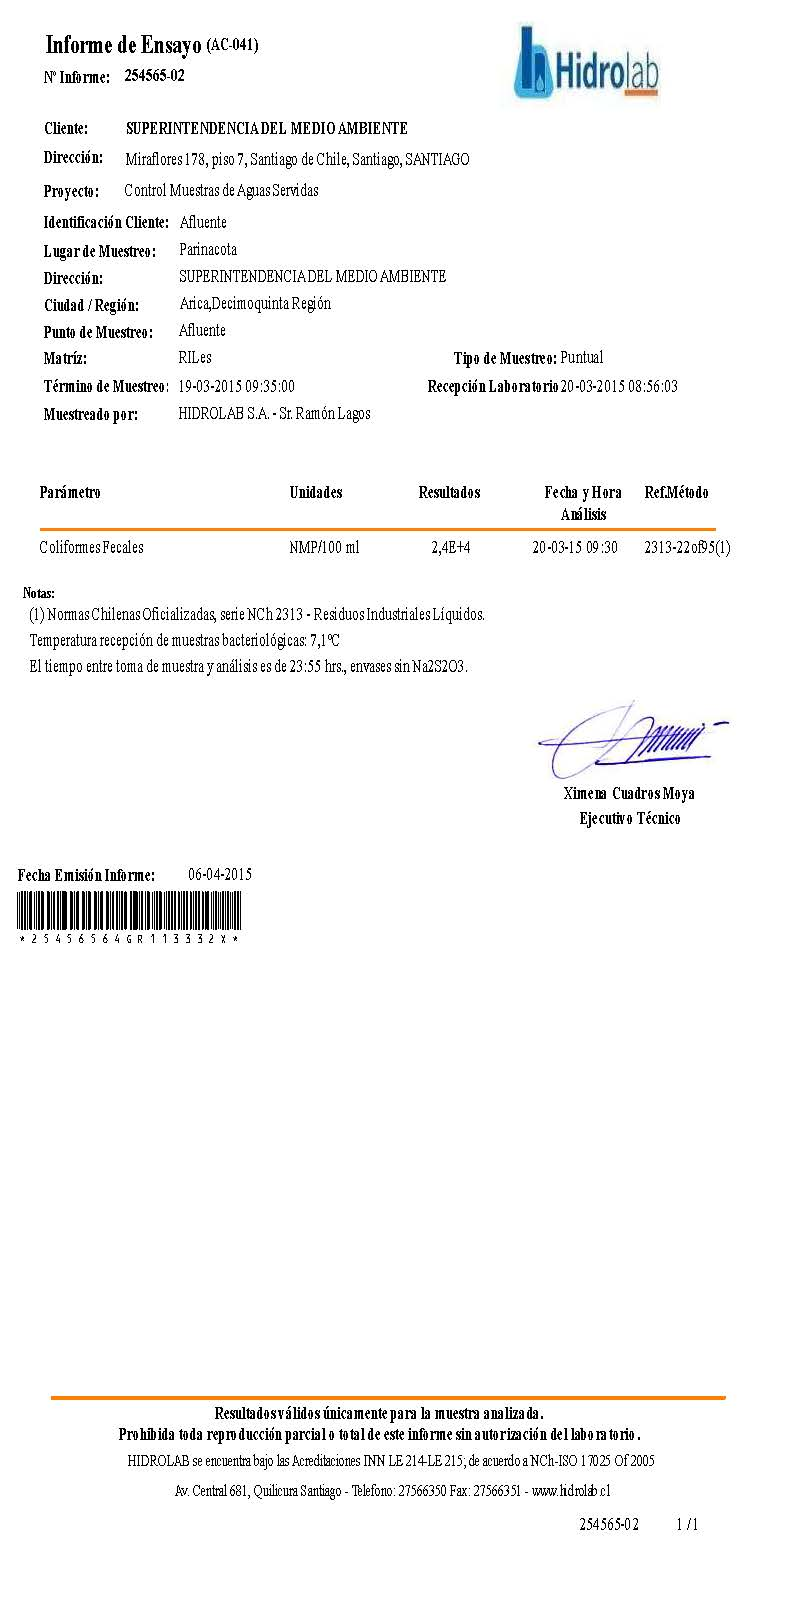 Informe de Ensayo (AC-041)
Hidrolab
Nº Informe: 254565-02
Cliente: SUPERINTENDENCIA DEL MEDIO AMBIENTE
Dirección: Miraflores 178, piso 7, Santiago de Chile, Santiago, SANTIAGO
Proyecto: Control Muestras de Aguas Servidas
Identificación Cliente: Afluente
Lugar de Muestreo: Parinacota
Dirección: SUPERINTENDENCIA DEL MEDIO AMBIENTE
Ciudad / Región: Arica,Decimoquinta Región
Punto de Muestreo: Afluente
Matríz: RILes Tipo de Muestreo: Puntual
Término de Muestreo: 19-03-2015 09:35:00 Recepción Laboratorio 20-03-2015 08:56:03
Muestreado por: HIDROLAB S.A. - Sr. Ramón Lagos
Parámetro Unidades Resultados Fecha y Hora Ref.Método
Análisis
Coliformes Fecales NMP/100 ml 2,4E+4 20-03-15 09:30 2313-22of95(1)
Notas:
(1) Normas Chilenas Oficializadas, serie NCh 2313 - Residuos Industriales Líquidos.
Temperatura recepción de muestras bacteriológicas: 7,1ºC
El tiempo entre toma de muestra y análisis es de 23:55 hrs., envases sin Na2S2O3.
Ximena Cuadros Moya
Ejecutivo Técnico
Fecha Emisión Informe: 06-04-2015
*25456564GR113332X*
Resultados válidos únicamente para la muestra analizada.
Prohibida toda reproducción parcial o total de este informe sin autorización del laboratorio.
HIDROLAB se encuentra bajo las Acreditaciones INN LE 214-LE 215; de acuerdo a NCh-ISO 17025 Of 2005
Av. Central 681, Quilicura Santiago - Telefono: 27566350 Fax: 27566351 - www.hidrolab.cl
254565-02 1 /1